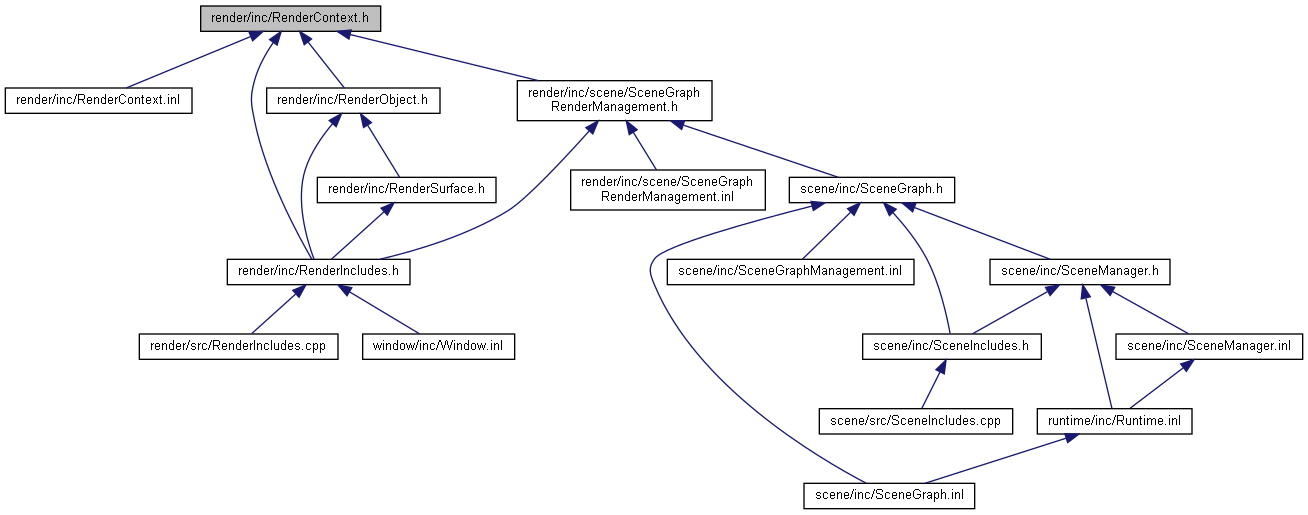 render/inc/RenderContext.h
render/inc/RenderContext.inl
render/inc/RenderObject.h
render/inc/scene/SceneGraph
RenderManagement.h
render/inc/RenderSurface.h
render/inc/scene/SceneGraph
RenderManagement.inl
scene/inc/SceneGraph.h
render/inc/RenderIncludes.h
scene/inc/SceneGraphManagement.inl
scene/inc/SceneManager.h
render/src/RenderIncludes.cpp
window/inc/Window.inl
scene/inc/SceneIncludes.h
scene/inc/SceneManager.inl
scene/src/SceneIncludes.cpp
runtime/inc/Runtime.inl
scene/inc/SceneGraph.inl